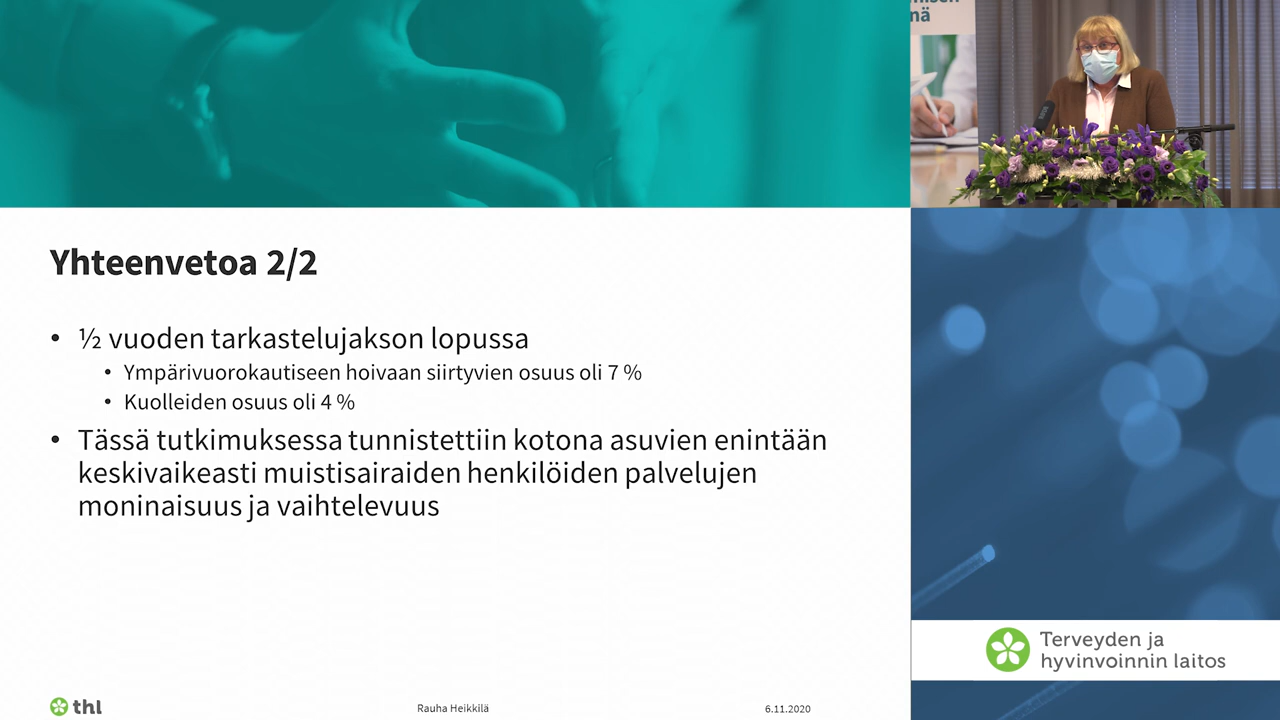 Yhteenvetoa 2/2
• ½ vuoden tarkastelujakson lopussa
• Ympärivuorokautiseen hoivaan siirtyvien osuus oli 7 %
• Kuolleiden osuus oli 4 %
• Tässä tutkimuksessa tunnistettiin kotona asuvien enintään
keskivaikeasti muistisairaiden henkilöiden palvelujen
moninaisuus ja vaihtelevuus
thl
Rauha Heikkilä
6.11.2020
Terveyden ja
hyvinvoinnin laitos